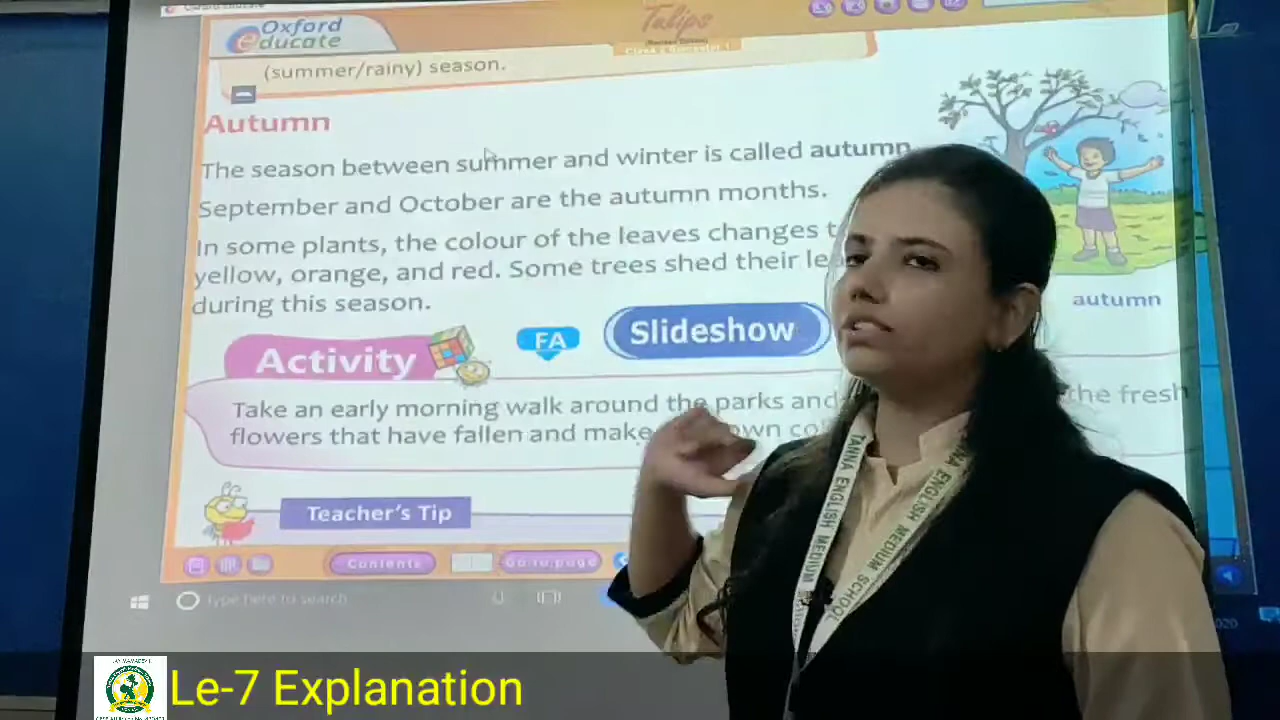 Oxford
educate
Tulips
(summer/rainy) season.
Autumn
The season between summer and winter is called autumn
September and October are the autumn months.
In some plants, the colour of the leaves changes t
yellow, orange, and red. Some trees shed their le
during this season.
autumn
FA
Slideshow
Activity
Take an early morning walk around the parks and the fresh
flowers that have fallen and make own co
Teacher's Tip
Contents
Go to page
Type here to search
TANNA ENGLISH MEDIUM
ENGLISH MEDIUM SCHOOL
Le-7 Explanation